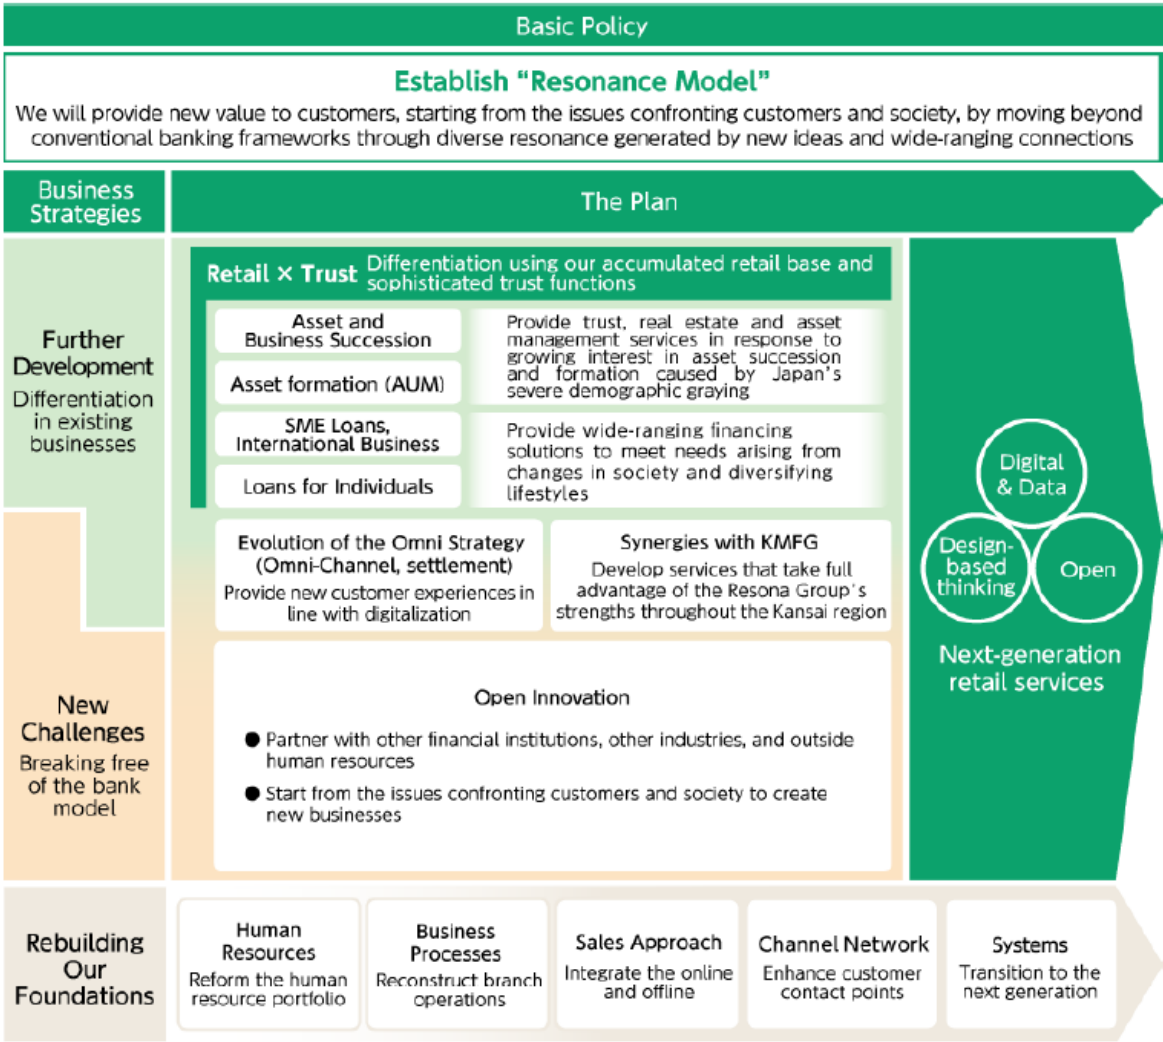 Basic Policy
Establish “Resonance Model”
We will provide new value to customers, starting from the issues confronting customers and society, by moving beyond
conventional banking frameworks through diverse resonance generated by new ideas and wide-ranging connections
Business
Strategies
The Plan
Further
Development
Differentiation
in existing
businesses
Retail × Trust
Differentiation using our accumulated retail base and
sophisticated trust functions
Asset and
Business Succession
Asset formation (AUM)
Provide trust, real estate and asset
management services in response to
growing interest in asset succession
and formation caused by Japan's
severe demographic graying
SME Loans,
International Business
Loans for Individuals
Provide wide-ranging financing
solutions to meet needs arising from
changes in society and diversifying
lifestyles
Evolution of the Omni Strategy
(Omni-Channel, settlement)
Provide new customer experiences in
line with digitalization
Synergies with KMFG
Develop services that take full
advantage of the Resona Group's
strengths throughout the Kansai region
New
Challenges
Breaking free
of the bank
model
Open Innovation
● Partner with other financial institutions, other industries, and outside
human resources
● Start from the issues confronting customers and society to create
new businesses
Digital
& Data
Design-
based
thinking
Open
Next-generation
retail services
Rebuilding
Our
Foundations
Human
Resources
Reform the human
resource portfolio
Business
Processes
Reconstruct branch
operations
Sales Approach
Integrate the online
and offline
Channel Network
Enhance customer
contact points
Systems
Transition to the
next generation